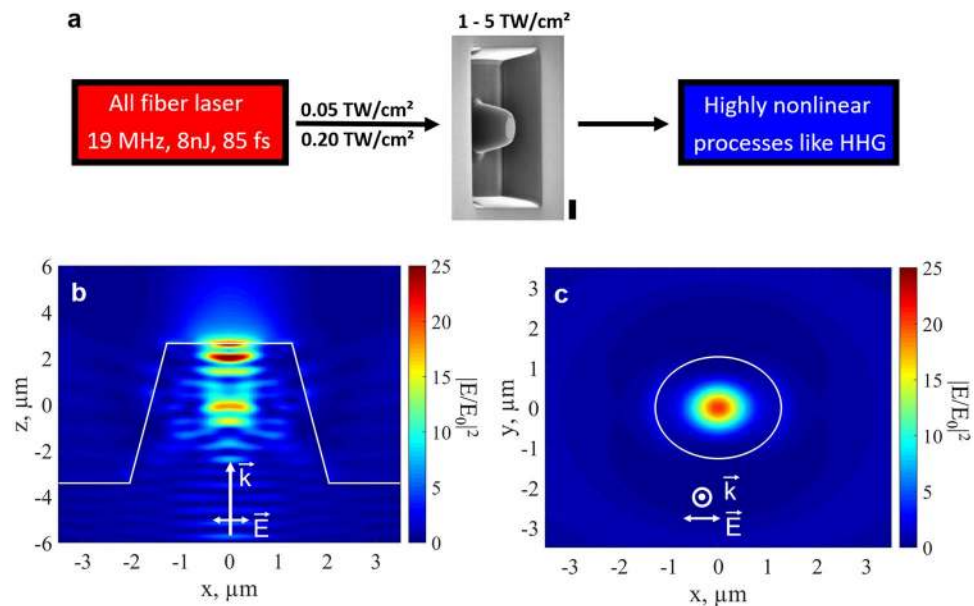 a
1 - 5 TW/cm²
All fiber laser
19 MHz, 8nJ, 85 fs
0.05 TW/cm²
0.20 TW/cm²
Highly nonlinear
processes like HHG
b
6
4
2
0
-2
-4
-6
z, µm
-3 -2 -1 0 1 2 3
x, µm
k
E
25
20
15
10
5
0
|E/E₀|²
c
3
2
1
0
-1
-2
-3
y, µm
-3 -2 -1 0 1 2 3
x, µm
k
E
25
20
15
10
5
0
|E/E₀|²